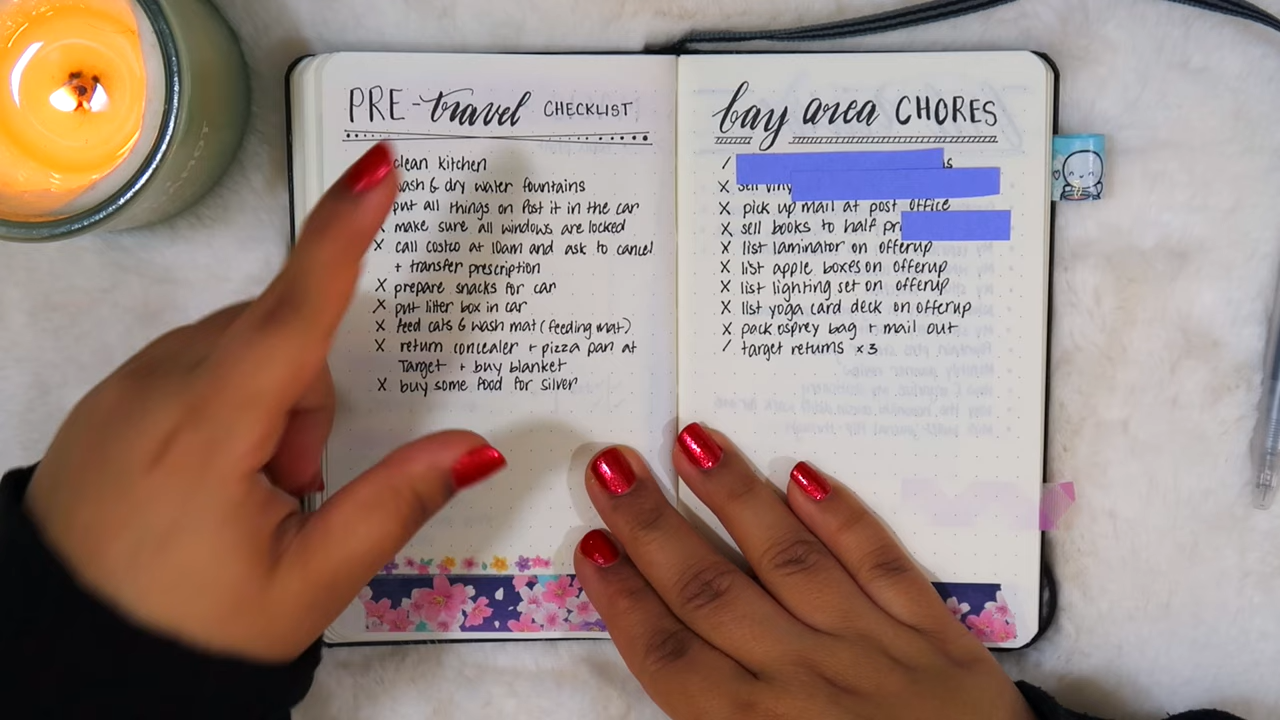 PRE-travel CHECKLIST
clean kitchen
wash & dry water fountains
put all things on Post it in the car
X make sure all windows are locked
X call costco at 10am and ask to cancel
+ transfer prescription
X prepare snacks for car
X put litter box in car
X feed cats & wash mat (feeding mat)
X return concealer + pizza pan at
Target + buy blanket
X buy some food for silver
bay area CHORES
/
X sell
X pick up mail at post office
X sell books to half
X list laminator on offerup
X list apple boxes on offerup
X list lighting set on offerup
X list yoga card deck on offerup
X pack osprey bag + mail out
/ target returns x3